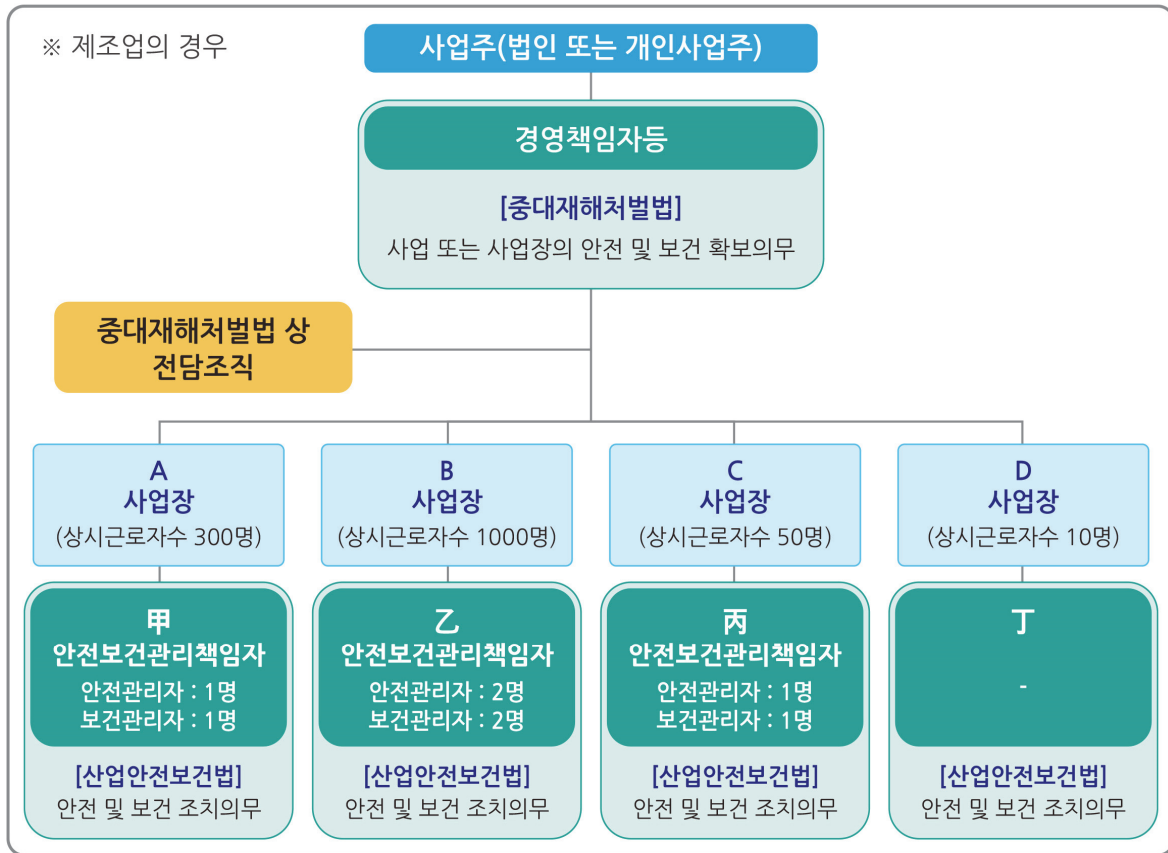 ※ 제조업의 경우
사업주(법인 또는 개인사업주)
경영책임자등
[중대재해처벌법]
사업 또는 사업장의 안전 및 보건 확보의무
중대재해처벌법 상
전담조직
A
사업장
(상시근로자수 300명)
B
사업장
(상시근로자수 1000명)
C
사업장
(상시근로자수 50명)
D
사업장
(상시근로자수 10명)
甲
안전보건관리책임자
안전관리자 : 1명
보건관리자 : 1명
[산업안전보건법]
안전 및 보건 조치의무
乙
안전보건관리책임자
안전관리자 : 2명
보건관리자 : 2명
[산업안전보건법]
안전 및 보건 조치의무
丙
안전보건관리책임자
안전관리자 : 1명
보건관리자 : 1명
[산업안전보건법]
안전 및 보건 조치의무
丁
-
[산업안전보건법]
안전 및 보건 조치의무